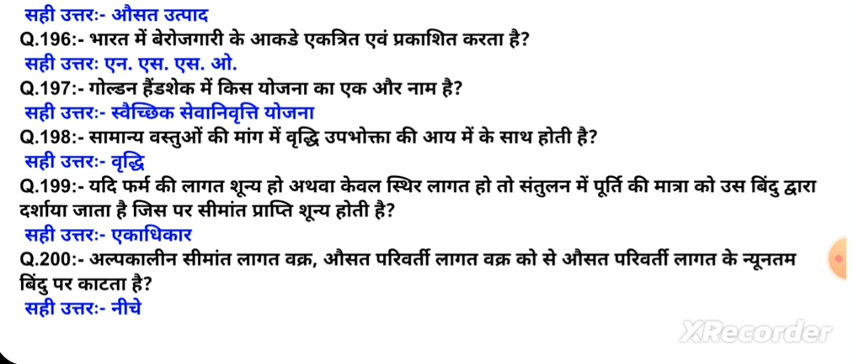 सही उत्तरः- औसत उत्पाद
Q.196:- भारत में बेरोजगारी के आकडे एकत्रित एवं प्रकाशित करता है?
सही उत्तरः एन. एस. एस. ओ.
Q.197:- गोल्डन हैंडशेक में किस योजना का एक और नाम है?
सही उत्तरः- स्वैच्छिक सेवानिवृत्ति योजना
Q.198:- सामान्य वस्तुओं की मांग में वृद्धि उपभोक्ता की आय में के साथ होती है?
सही उत्तरः- वृद्धि
Q.199:- यदि फर्म की लागत शून्य हो अथवा केवल स्थिर लागत हो तो संतुलन में पूर्ति की मात्रा को उस बिंदु द्वारा
दर्शाया जाता है जिस पर सीमांत प्राप्ति शून्य होती है?
सही उत्तरः- एकाधिकार
Q.200:- अल्पकालीन सीमांत लागत वक्र, औसत परिवर्ती लागत वक्र को से औसत परिवर्ती लागत के न्यूनतम
बिंदु पर काटता है?
सही उत्तरः- नीचे
XRecorder